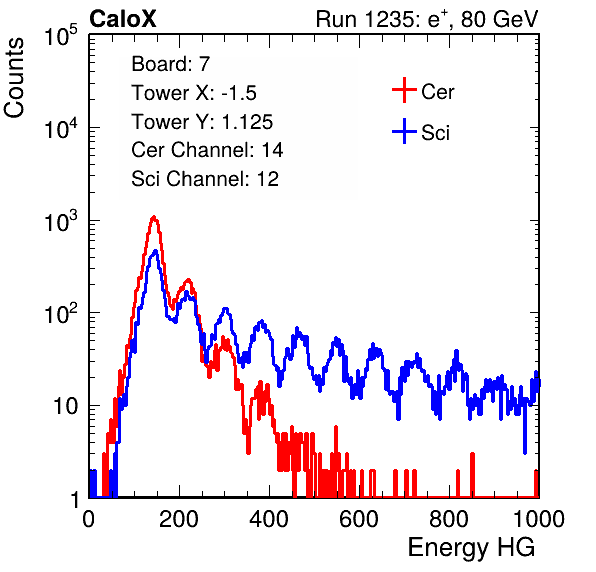 CaloX Run 1235: e⁺, 80 GeV
Counts
10⁵
10⁴
10³
10²
10
1
Board: 7
Tower X: -1.5
Tower Y: 1.125
Cer Channel: 14
Sci Channel: 12
Cer
Sci
0 200 400 600 800 1000
Energy HG